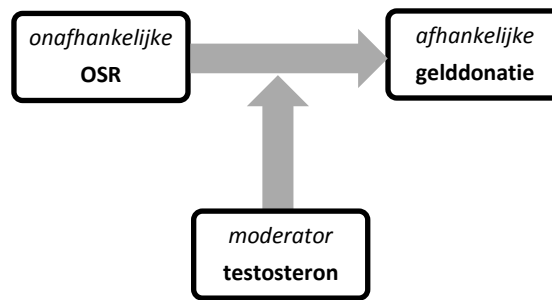 onafhankelijke
OSR
afhankelijke
gelddonatie
moderator
testosteron